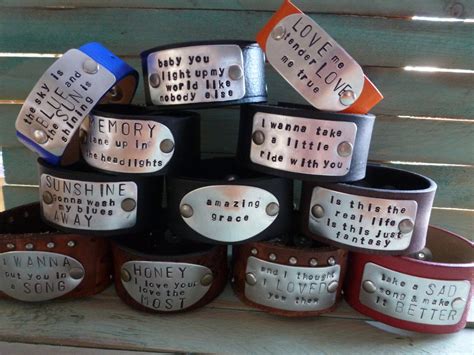 the sky is
BLUE and
the SUN is
shining
baby you
light up my
world like
nobody else
LOVE me
tender LOVE
me true
MEMORY
came up in
the headlights
i wanna take
a little
ride with you
SUNSHINE
gonna wash
my blues
AWAY
amazing
grace
Is this the
real life
is this just
fantasy
I WANNA
put you in
a SONG
HONEY
i love you
love the
MOST
and i thought
i LOVED
you then
take a SAD
song & make
it BETTER